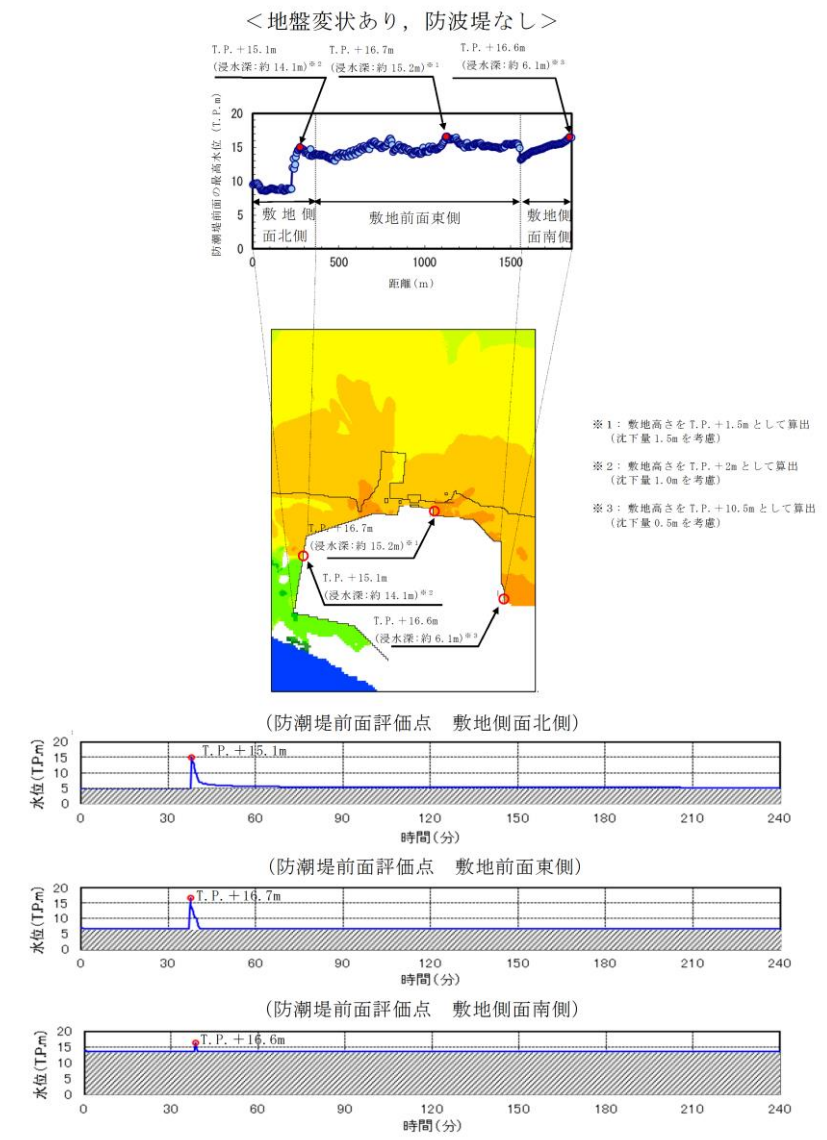 ＜地盤変状あり，防波堤なし＞
T.P.＋15.1m
(浸水深：約14.1m)※2
T.P.＋16.7m
(浸水深：約15.2m)※1
T.P.＋16.6m
(浸水深：約6.1m)※3
防潮堤前面の最高水位 (T.P.m)
20
15
10
5
0
敷地側
面北側
敷地前面東側
敷地側
面南側
0 500 1000 1500
距離(m)
※1：敷地高さをT.P.＋1.5mとして算出
(沈下量1.5mを考慮)
※2：敷地高さをT.P.＋2mとして算出
(沈下量1.0mを考慮)
※3：敷地高さをT.P.＋10.5mとして算出
(沈下量0.5mを考慮)
T.P.＋16.7m
(浸水深：約15.2m)※1
T.P.＋15.1m
(浸水深：約14.1m)※2
T.P.＋16.6m
(浸水深：約6.1m)※3
(防潮堤前面評価点　敷地側面北側)
水位(T.P.m)
20
15
10
5
0
T.P.＋15.1m
0 30 60 90 120 150 180 210 240
時間(分)
(防潮堤前面評価点　敷地前面東側)
水位(T.P.m)
20
15
10
5
0
T.P.＋16.7m
0 30 60 90 120 150 180 210 240
時間(分)
(防潮堤前面評価点　敷地側面南側)
水位(T.P.m)
20
15
10
5
0
T.P.＋16.6m
0 30 60 90 120 150 180 210 240
時間(分)